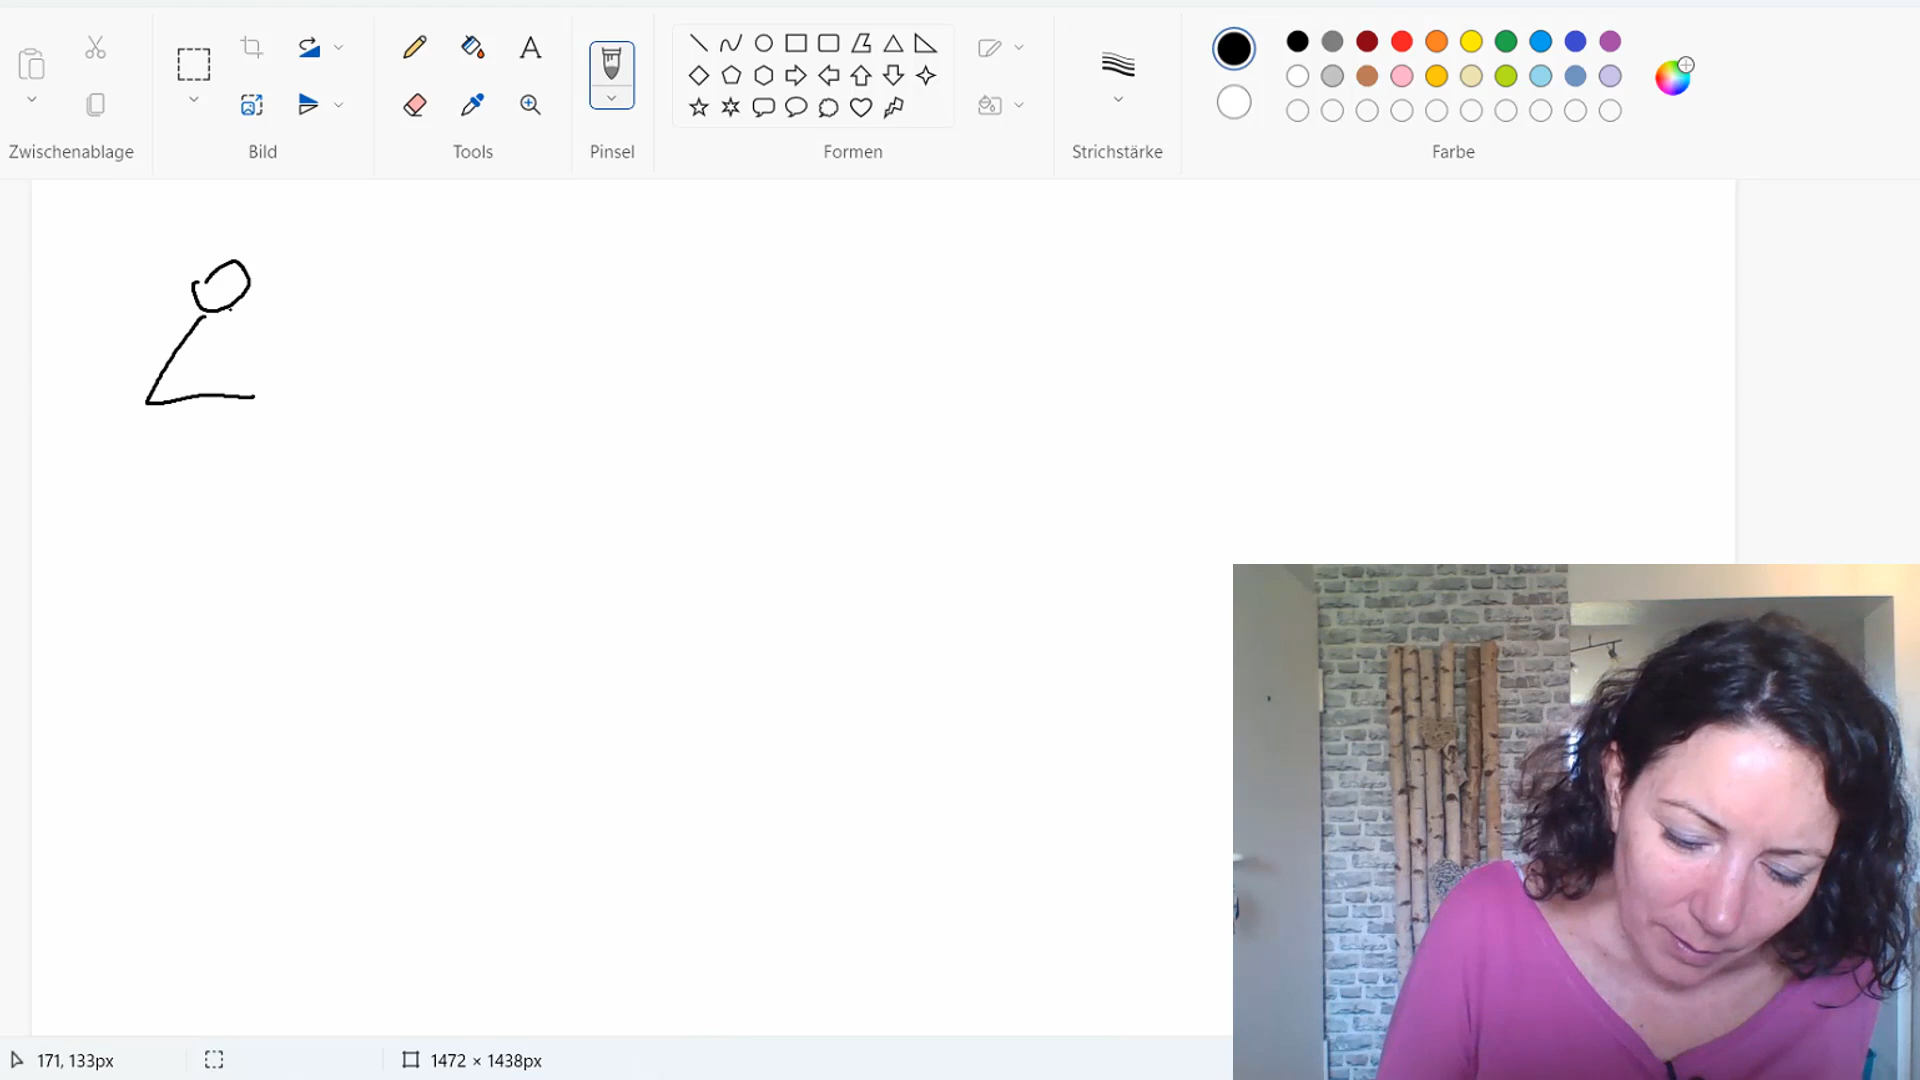 Zwischenablage
Bild
Tools
Pinsel
Formen
Strichstärke
Farbe
171, 133px
1472 × 1438px